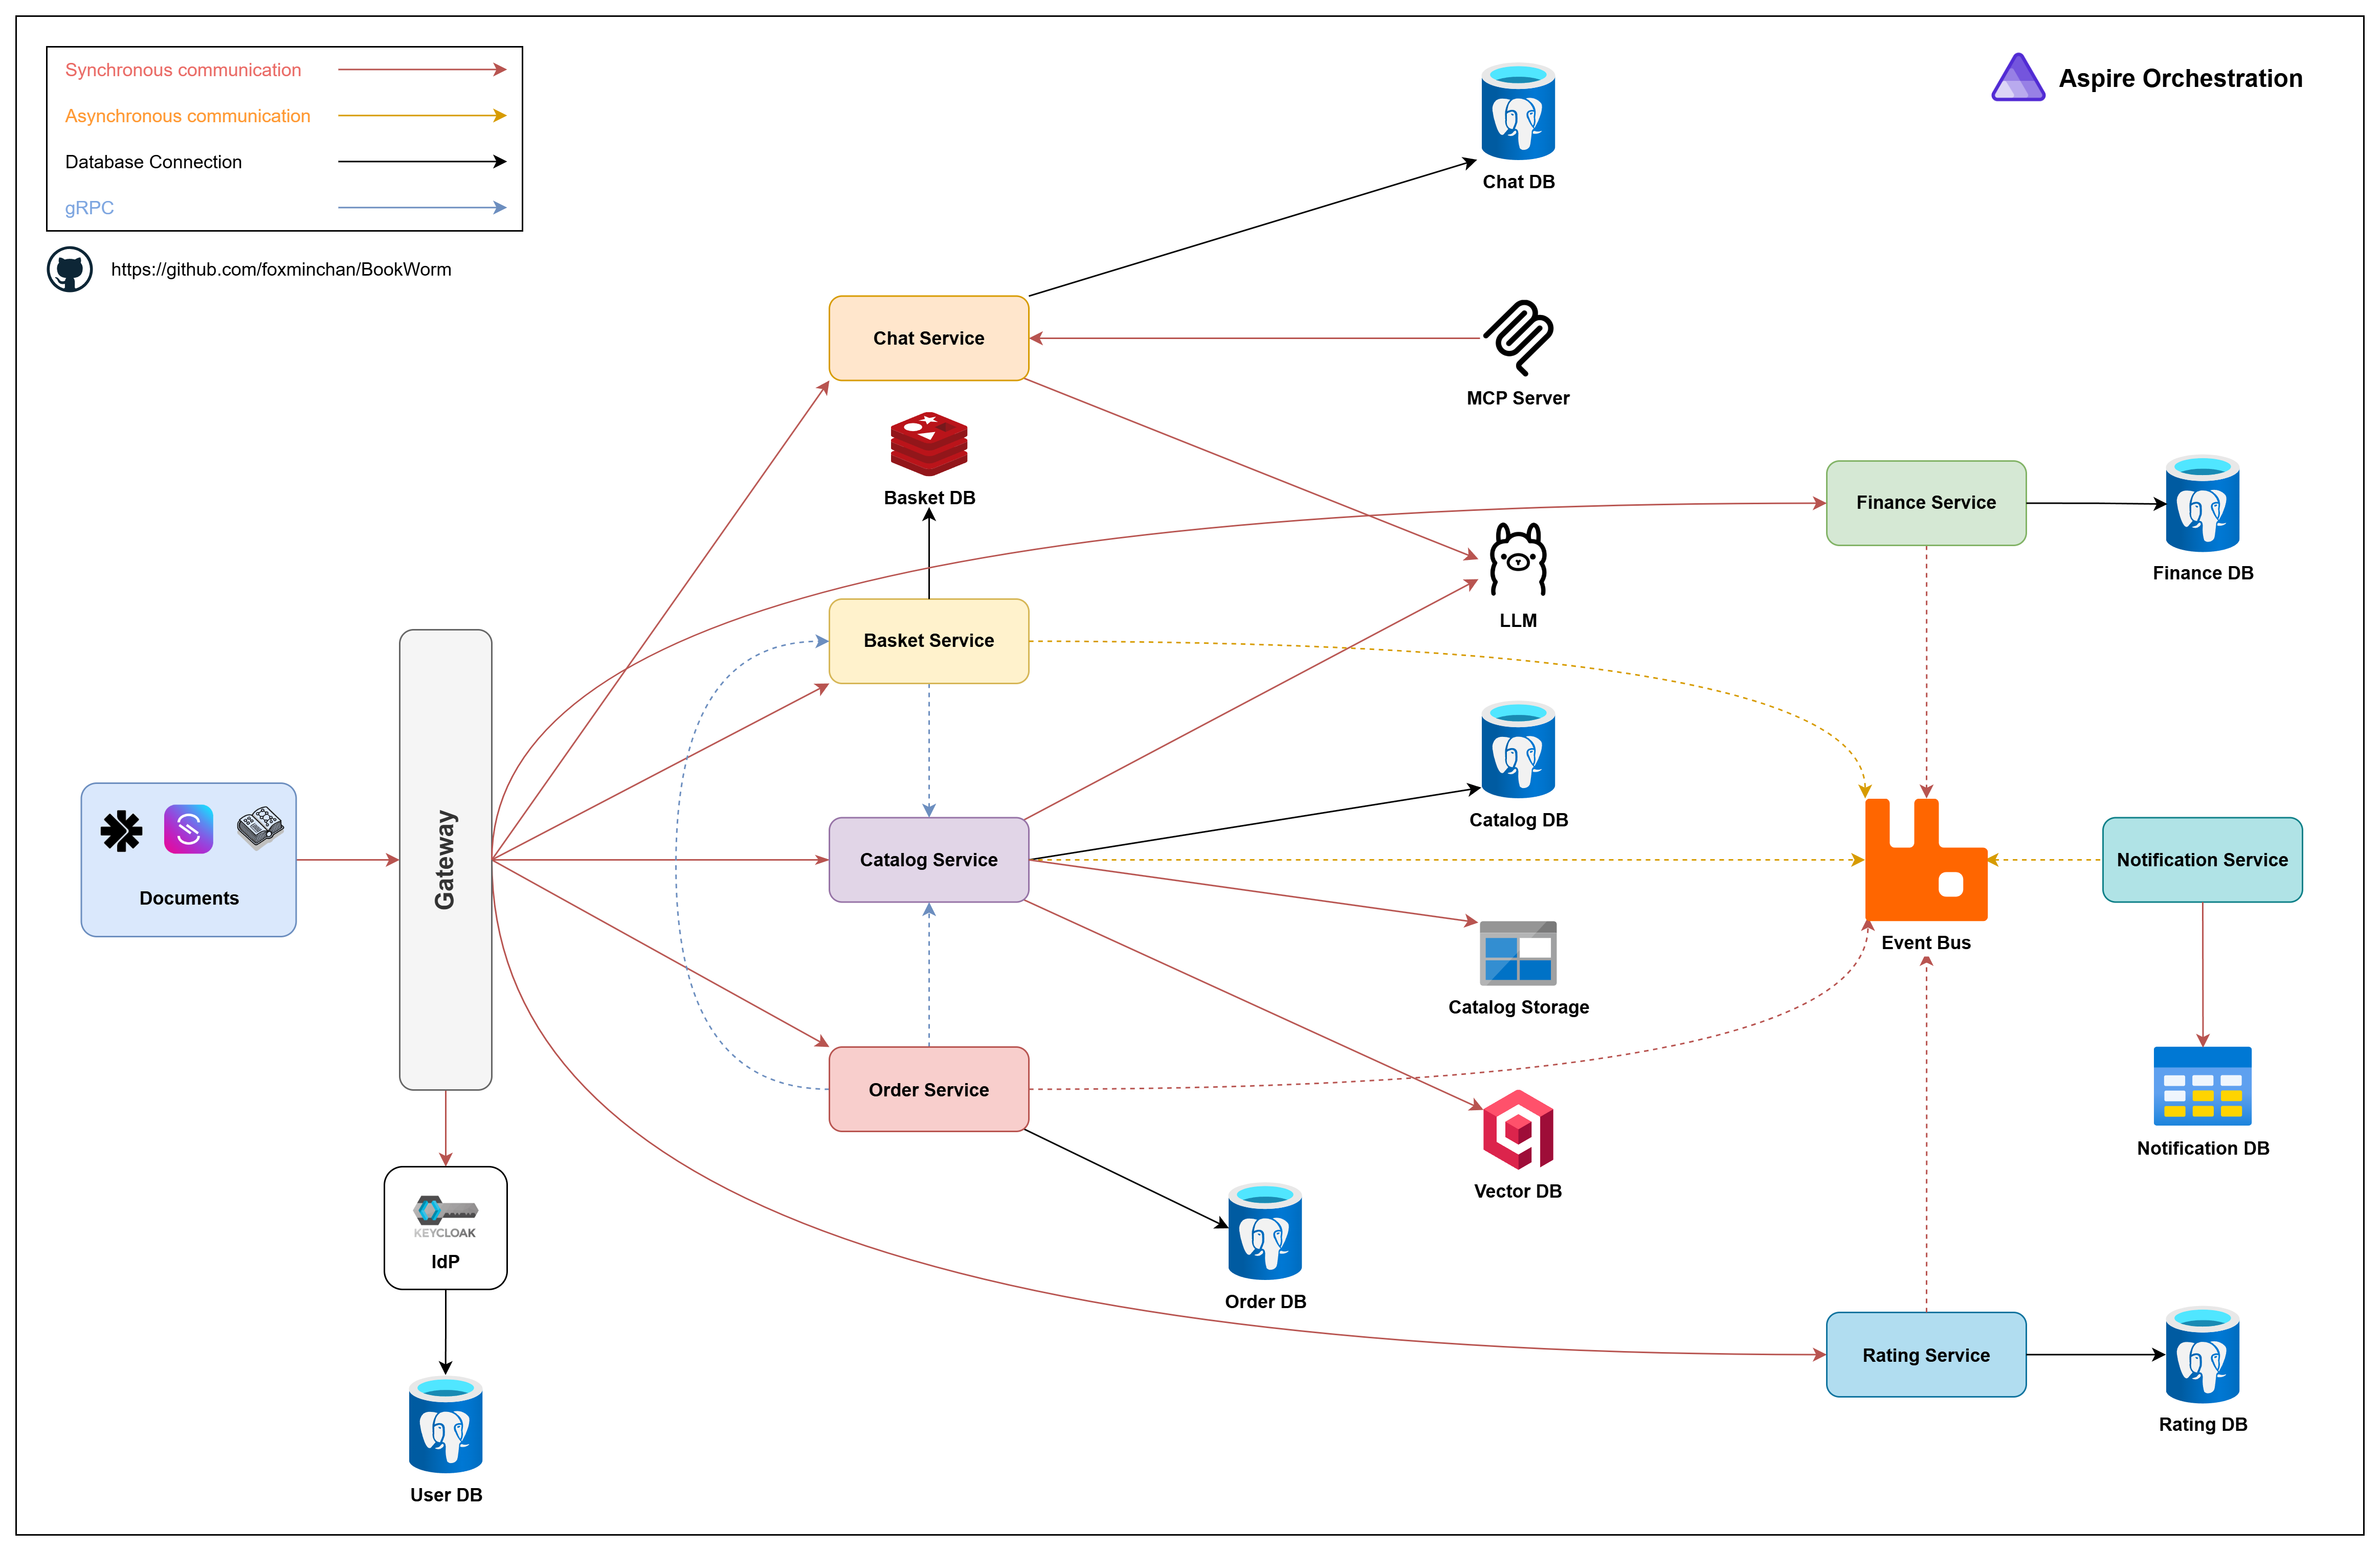 Synchronous communication
Asynchronous communication
Database Connection
gRPC
https://github.com/foxminchan/BookWorm
Aspire Orchestration
Chat DB
Chat Service
MCP Server
Basket DB
Finance Service
Finance DB
LLM
Basket Service
Catalog DB
Gateway
Documents
Catalog Service
Notification Service
Event Bus
Catalog Storage
Order Service
Notification DB
Vector DB
KEYCLOAK
IdP
Order DB
Rating Service
Rating DB
User DB